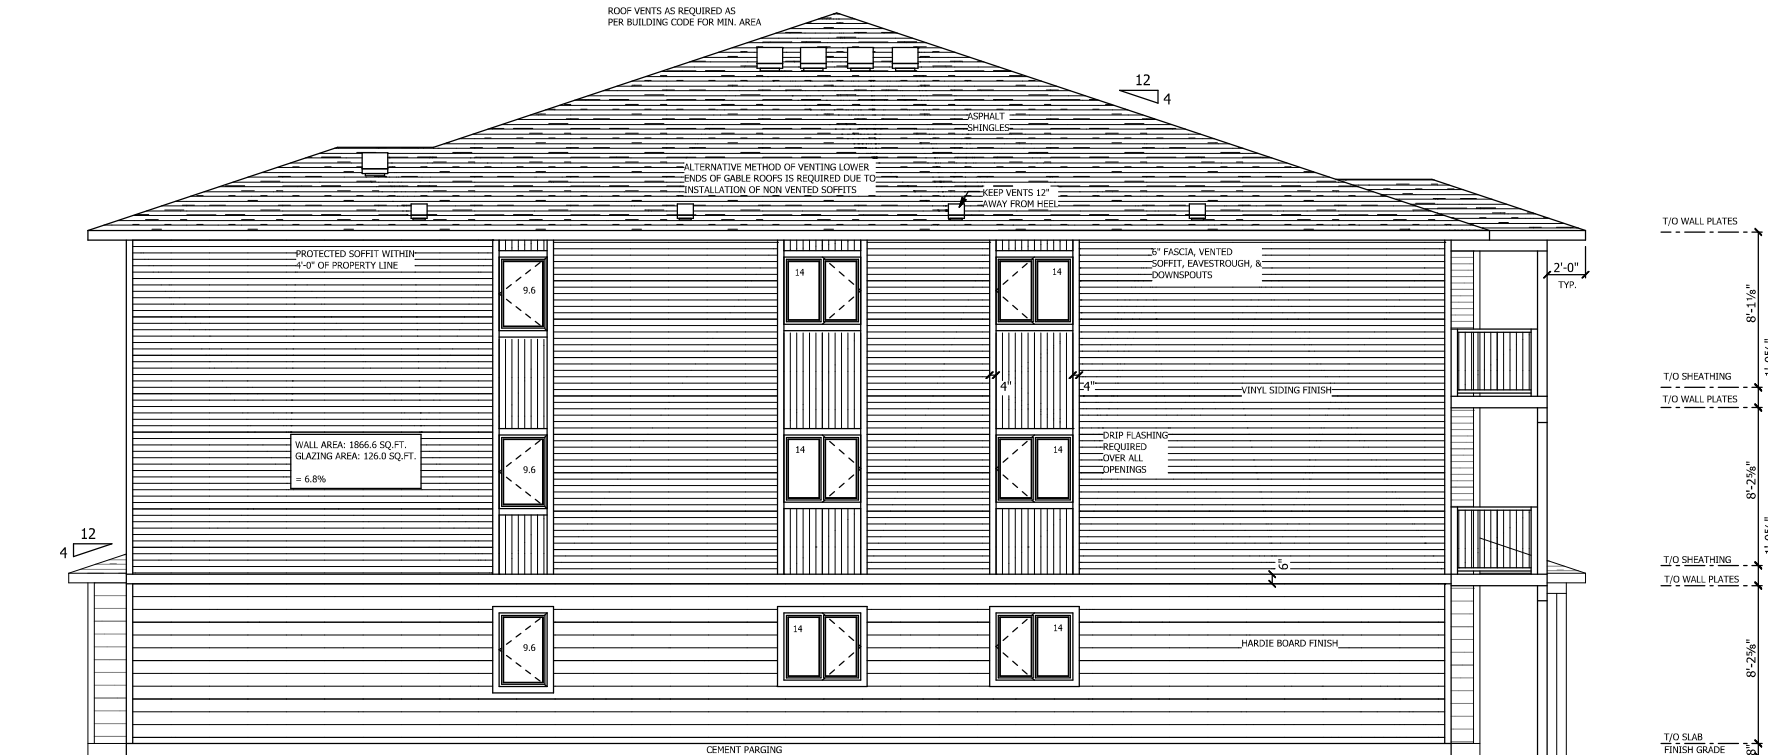 ROOF VENTS AS REQUIRED AS
PER BUILDING CODE FOR MIN. AREA
12
4
ASPHALT
SHINGLES
ALTERNATIVE METHOD OF VENTING LOWER
ENDS OF GABLE ROOFS IS REQUIRED DUE TO
INSTALLATION OF NON VENTED SOFFITS
KEEP VENTS 12"
AWAY FROM HEEL
T/O WALL PLATES
PROTECTED SOFFIT WITHIN
4'-0" OF PROPERTY LINE
6" FASCIA, VENTED
SOFFIT, EAVESTROUGH, &
DOWNSPOUTS
2'-0"
TYP.
9.6
14
14
8'-11⅛"
T/O SHEATHING
4"
4"
VINYL SIDING FINISH
T/O WALL PLATES
WALL AREA: 1866.6 SQ.FT.
GLAZING AREA: 126.0 SQ.FT.
= 6.8%
9.6
14
14
DRIP FLASHING
REQUIRED
OVER ALL
OPENINGS
8'-2⅝"
12
4
6"
T/O SHEATHING
T/O WALL PLATES
9.6
14
14
HARDIE BOARD FINISH
8'-2⅝"
T/O SLAB
FINISH GRADE
CEMENT PARGING